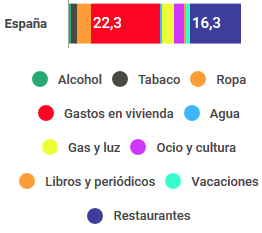 España 22,3 16,3
Alcohol Tabaco Ropa
Gastos en vivienda Agua
Gas y luz Ocio y cultura
Libros y periódicos Vacaciones
Restaurantes